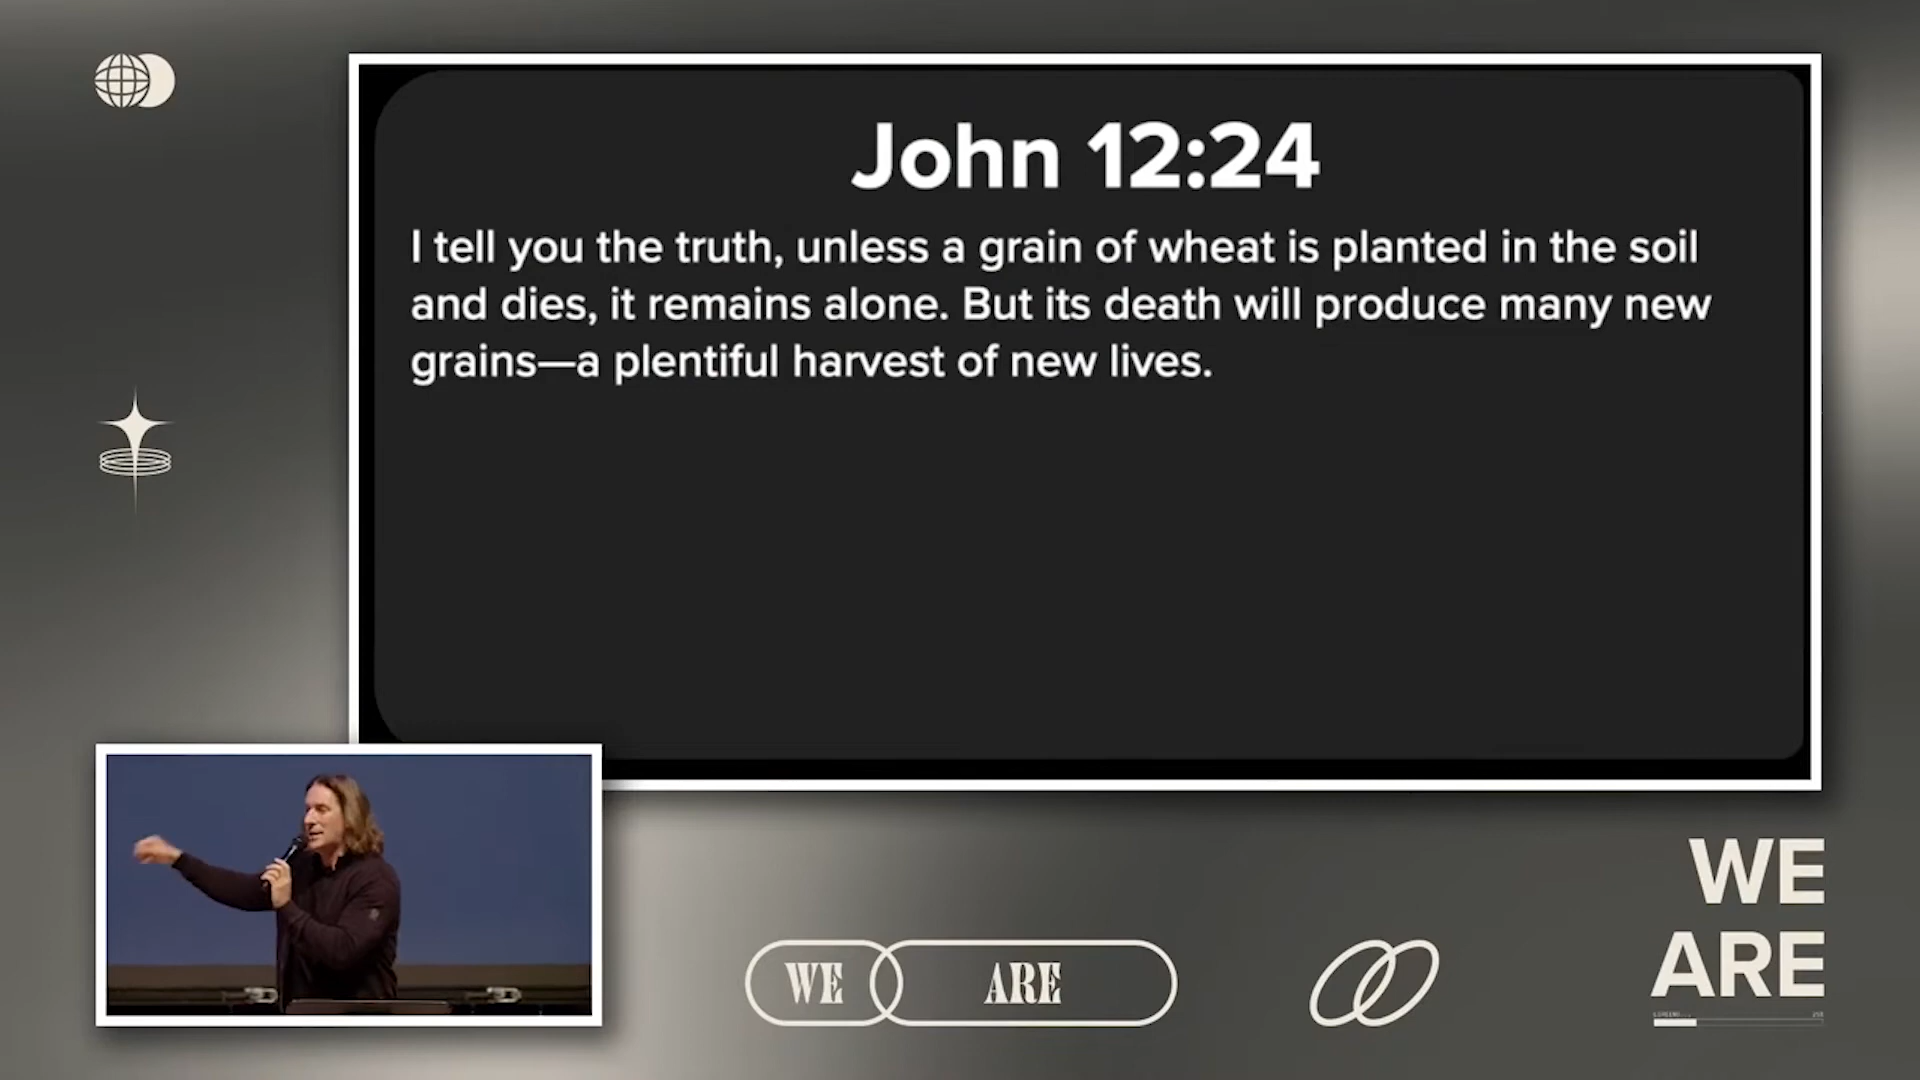 John 12:24
I tell you the truth, unless a grain of wheat is planted in the soil
and dies, it remains alone. But its death will produce many new
grains—a plentiful harvest of new lives.
WE ARE
WE
ARE